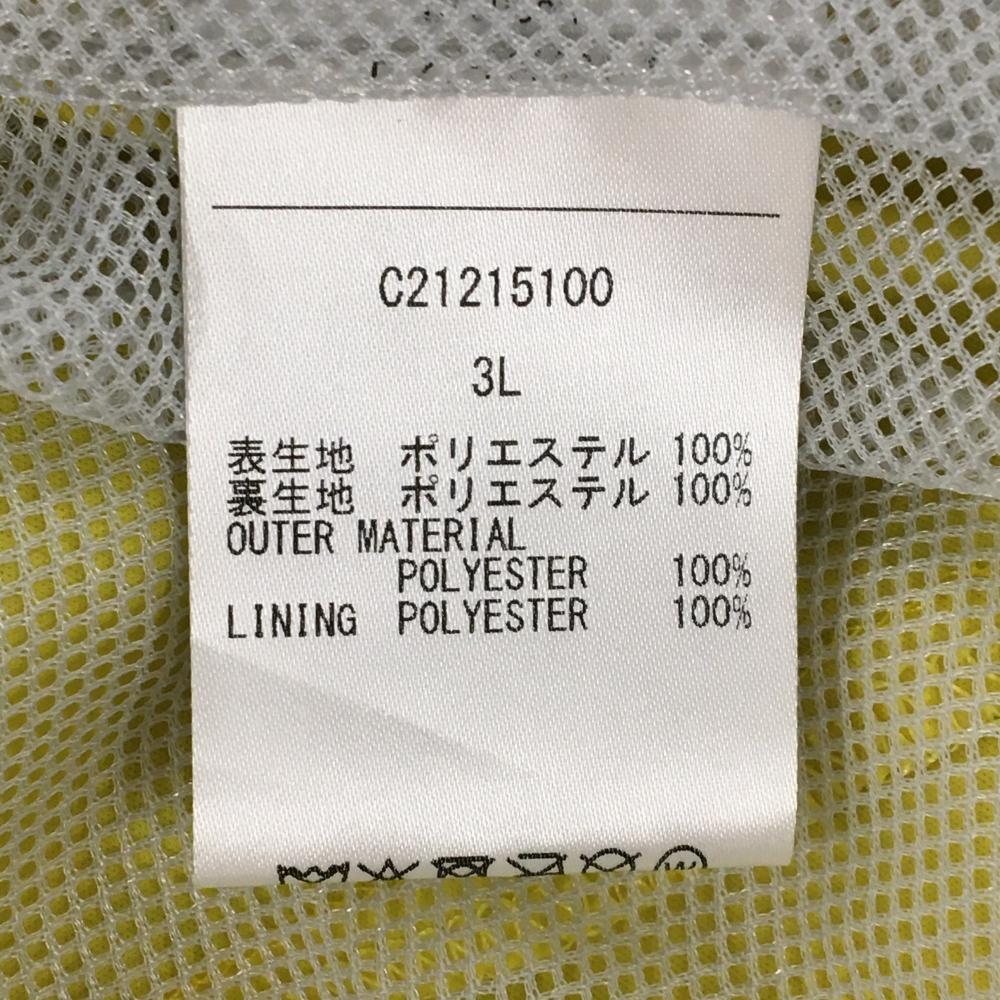 C21215100
3L
表生地 ポリエステル 100%
裏生地 ポリエステル 100%
OUTER MATERIAL
POLYESTER 100%
LINING POLYESTER 100%